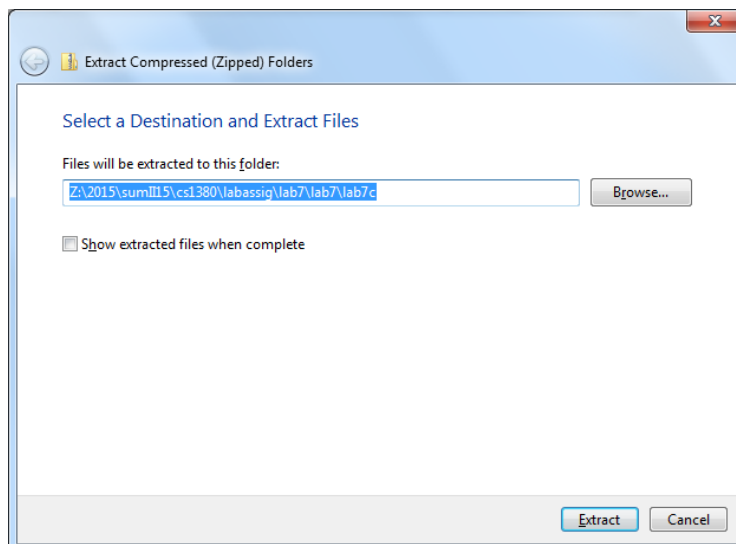 Extract Compressed (Zipped) Folders
Select a Destination and Extract Files
Files will be extracted to this folder:
Z:\2015\sumII15\cs1380\labassig\lab7\lab7\lab7c
Browse...
Show extracted files when complete
Extract
Cancel